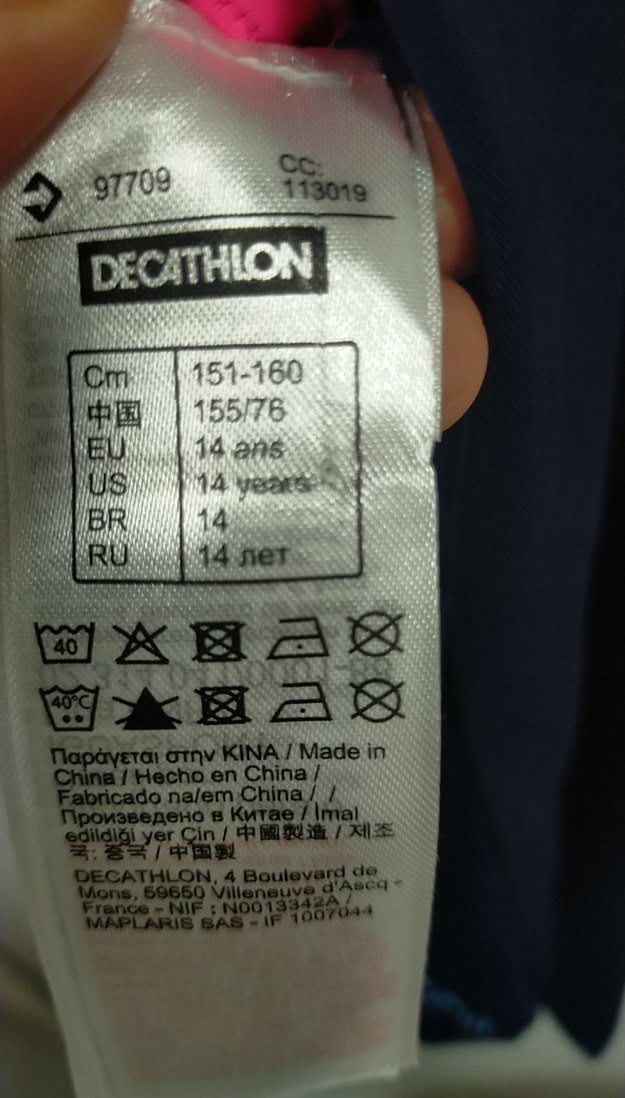 97709
CC:
113019
DECATHLON
Cm 151-160
中国 155/76
EU 14 ans
US 14 years
BR 14
RU 14 лет
40
40°C
Παράγεται στην KINA / Made in
China / Hecho en China /
Fabricado na/em China / /
Произведено в Китае / İmal
edildiği yer Çin / 中國製造 / 제조
국: 중국 / 中国製
DECATHLON, 4 Boulevard de
Mons, 59650 Villeneuve d'Ascq -
France - NIF : N0013342A /
MAPLARIS SAS - IF 1007044